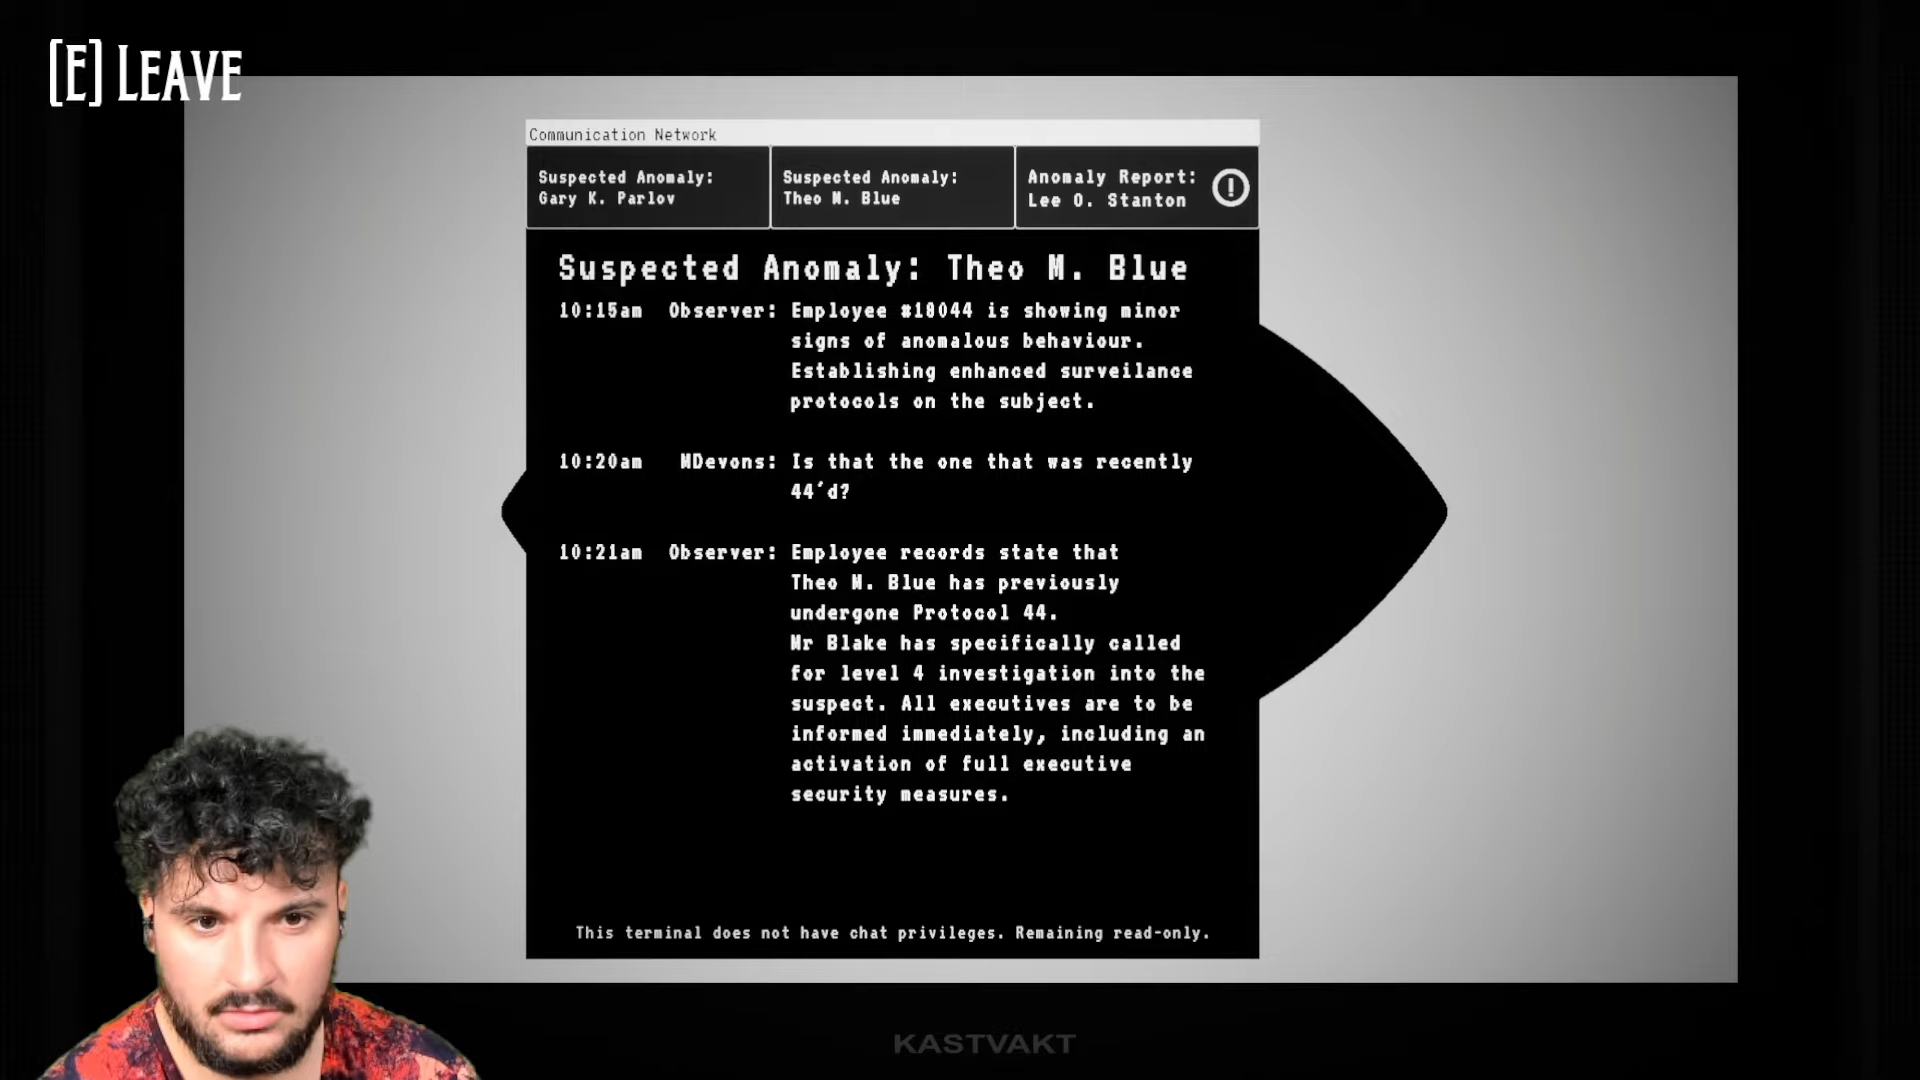 [E] LEAVE
Communication Network
Suspected Anomaly:
Gary K. Parlov
Suspected Anomaly:
Theo M. Blue
Anomaly Report:
Lee O. Stanton
Suspected Anomaly: Theo M. Blue
10:15am Observer: Employee #18044 is showing minor
signs of anomalous behaviour.
Establishing enhanced surveilance
protocols on the subject.
10:20am MDevons: Is that the one that was recently
44'd?
10:21am Observer: Employee records state that
Theo M. Blue has previously
undergone Protocol 44.
Mr Blake has specifically called
for level 4 investigation into the
suspect. All executives are to be
informed immediately, including an
activation of full executive
security measures.
This terminal does not have chat privileges. Remaining read-only.
KASTVAKT